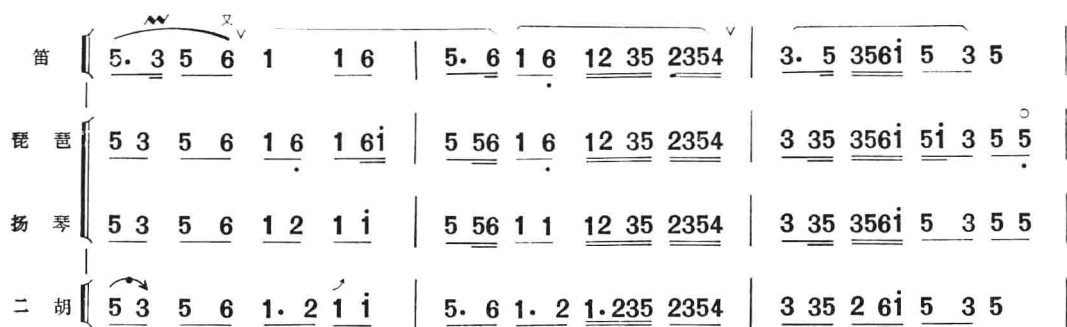 又
笛 5. 3 5 6 1 1 6 | 5. 6 1 6̣ 12 35 2354 | 3. 5 356i̇ 5 3 5 |
琵琶 5 3 5 6 1 6̣ 1 6i̇ | 5 56 1 6̣ 12 35 2354 | 3 35 356i̇ 5i̇ 3 5 5̣ |
扬琴 5 3 5 6 1 2 1 i̇ | 5 56 1 1 12 35 2354 | 3 35 356i̇ 5 3 5 5 |
二胡 5 3 5 6 1. 2 1 i̇ | 5. 6 1. 2 1.235 2354 | 3 35 2 6i̇ 5 3 5 |